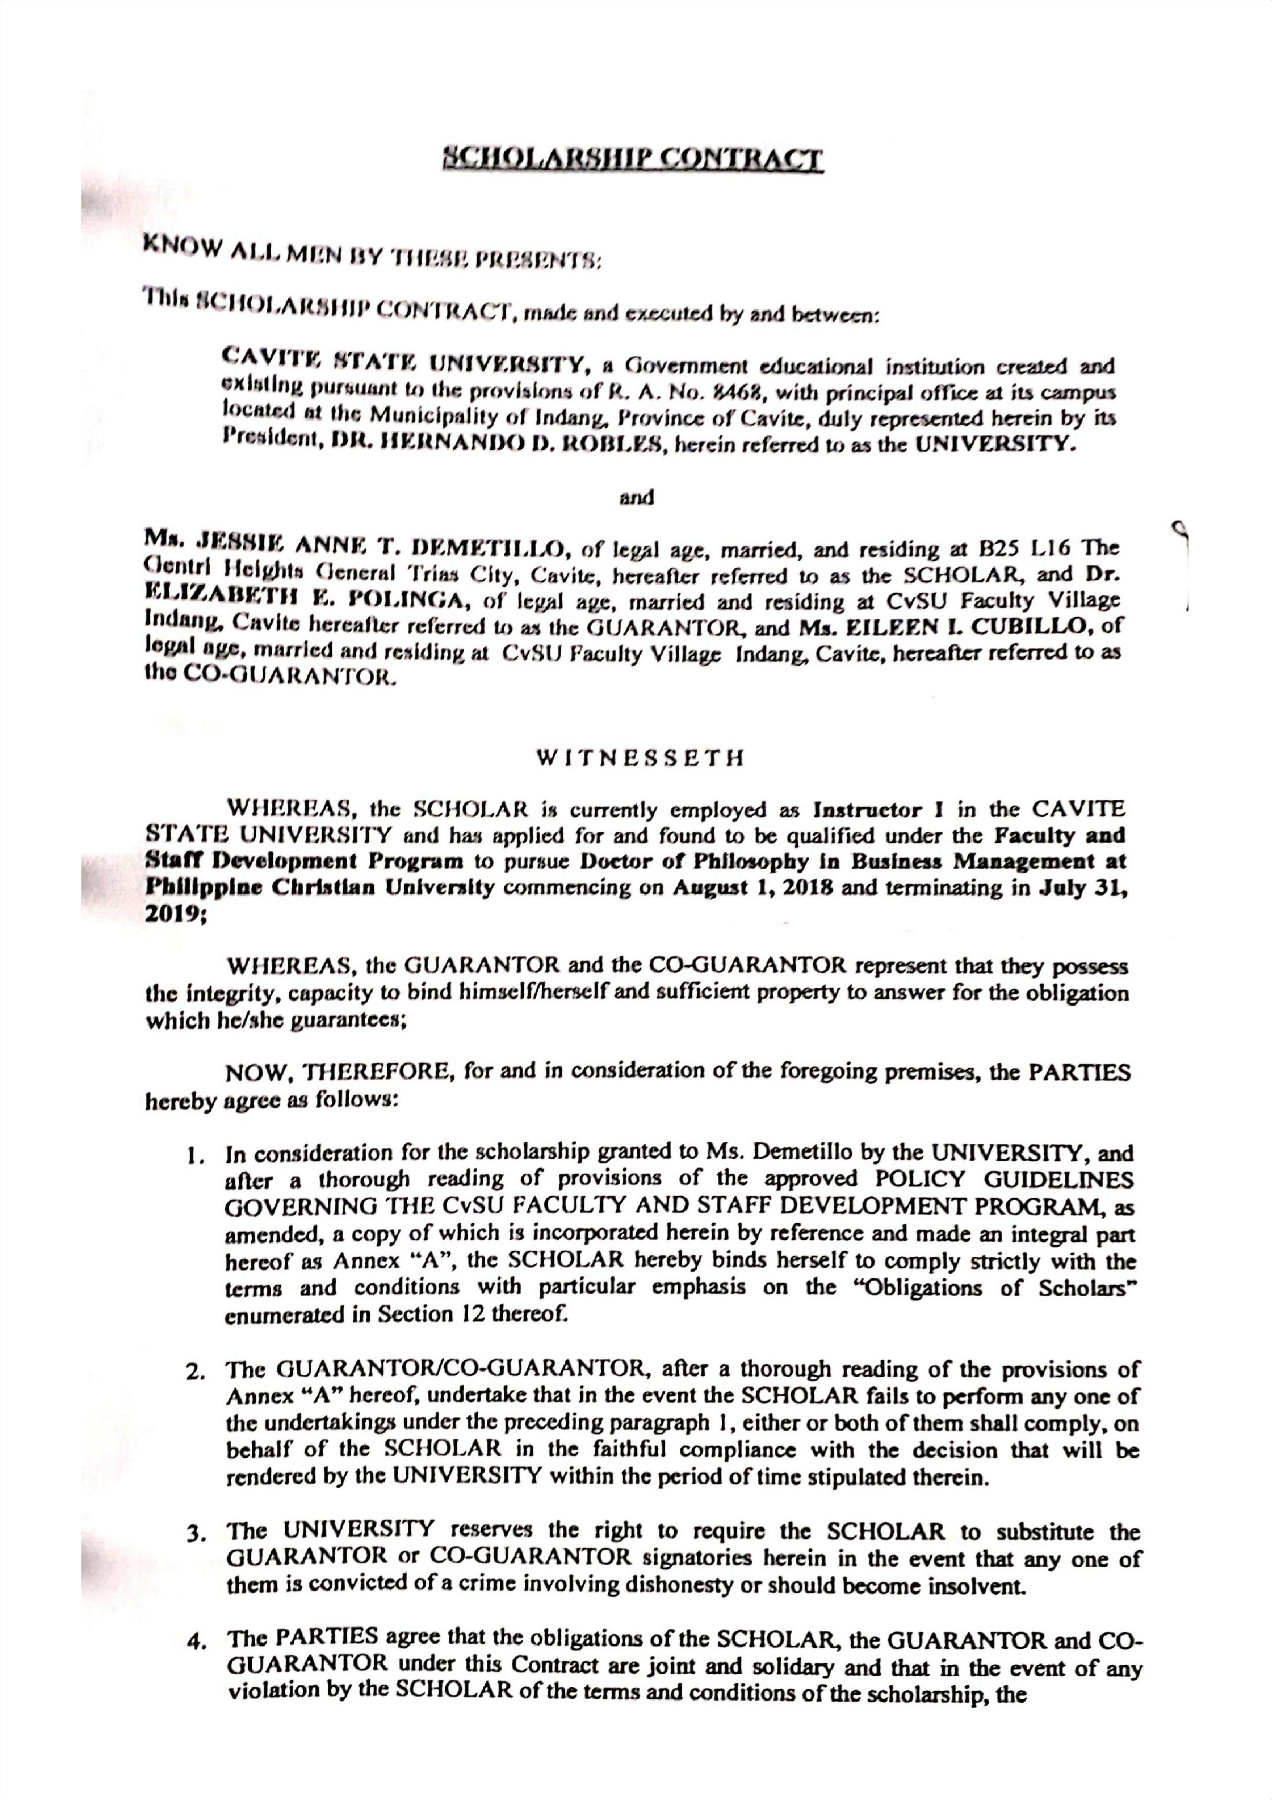 SCHOLARSHIP CONTRACT
KNOW ALL MEN BY THESE PRESENTS:
This SCHOLARSHIP CONTRACT, made and executed by and between:
CAVITE STATE UNIVERSITY, a Government educational institution created and
existing pursuant to the provisions of R. A. No. 8468, with principal office at its campus
located at the Municipality of Indang, Province of Cavite, duly represented herein by its
President, DR. HERNANDO D. ROBLES, herein referred to as the UNIVERSITY.
and
Ms. JESSIE ANNE T. DEMETILLO, of legal age, married, and residing at B25 L16 The
Gentri Heights General Trias City, Cavite, hereafter referred to as the SCHOLAR, and Dr.
ELIZABETH E. POLINGA, of legal age, married and residing at CvSU Faculty Village
Indang, Cavite hereafter referred to as the GUARANTOR, and Ms. EILEEN I. CUBILLO, of
legal age, married and residing at CvSU Faculty Village Indang, Cavite, hereafter referred to as
the CO-GUARANTOR.
WITNESSETH
WHEREAS, the SCHOLAR is currently employed as Instructor I in the CAVITE
STATE UNIVERSITY and has applied for and found to be qualified under the Faculty and
Staff Development Program to pursue Doctor of Philosophy in Business Management at
Philippine Christian University commencing on August 1, 2018 and terminating in July 31,
2019;
WHEREAS, the GUARANTOR and the CO-GUARANTOR represent that they possess
the integrity, capacity to bind himself/herself and sufficient property to answer for the obligation
which he/she guarantees;
NOW, THEREFORE, for and in consideration of the foregoing premises, the PARTIES
hereby agree as follows:
1. In consideration for the scholarship granted to Ms. Demetillo by the UNIVERSITY, and
after a thorough reading of provisions of the approved POLICY GUIDELINES
GOVERNING THE CvSU FACULTY AND STAFF DEVELOPMENT PROGRAM, as
amended, a copy of which is incorporated herein by reference and made an integral part
hereof as Annex “A”, the SCHOLAR hereby binds herself to comply strictly with the
terms and conditions with particular emphasis on the “Obligations of Scholars”
enumerated in Section 12 thereof.
2. The GUARANTOR/CO-GUARANTOR, after a thorough reading of the provisions of
Annex “A” hereof, undertake that in the event the SCHOLAR fails to perform any one of
the undertakings under the preceding paragraph 1, either or both of them shall comply, on
behalf of the SCHOLAR in the faithful compliance with the decision that will be
rendered by the UNIVERSITY within the period of time stipulated therein.
3. The UNIVERSITY reserves the right to require the SCHOLAR to substitute the
GUARANTOR or CO-GUARANTOR signatories herein in the event that any one of
them is convicted of a crime involving dishonesty or should become insolvent.
4. The PARTIES agree that the obligations of the SCHOLAR, the GUARANTOR and CO-
GUARANTOR under this Contract are joint and solidary and that in the event of any
violation by the SCHOLAR of the terms and conditions of the scholarship, the